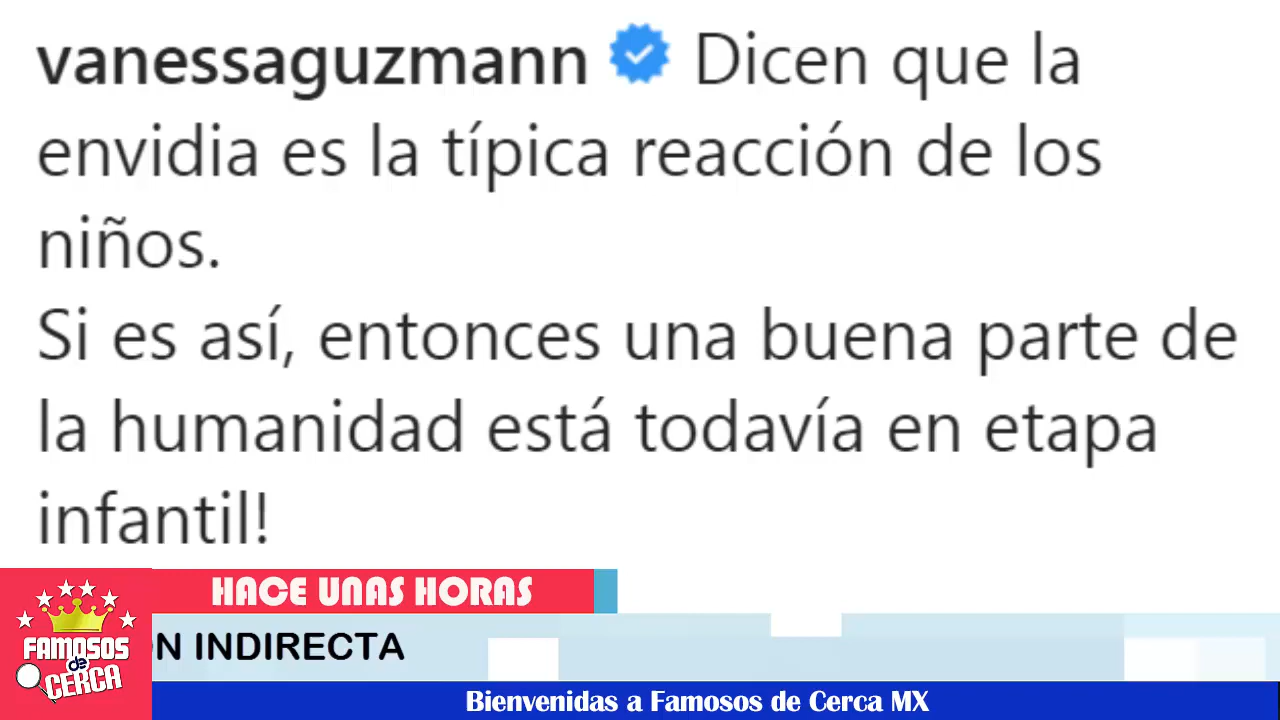 vanessaguzmann Dicen que la
envidia es la típica reacción de los
niños.
Si es así, entonces una buena parte de
la humanidad está todavía en etapa
infantil!
HACE UNAS HORAS
ON INDIRECTA
FAMOSOS
de
CERCA
Bienvenidas a Famosos de Cerca MX